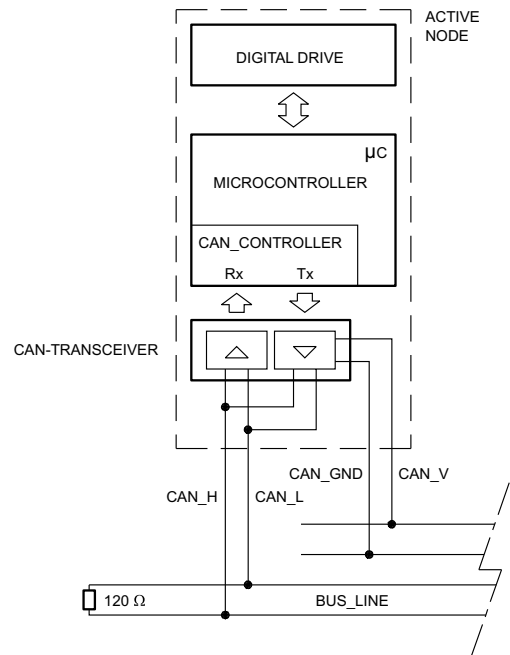 ACTIVE
NODE
DIGITAL DRIVE
µC
MICROCONTROLLER
CAN_CONTROLLER
Rx Tx
CAN-TRANSCEIVER
CAN_GND CAN_V
CAN_H CAN_L
120 Ω BUS_LINE